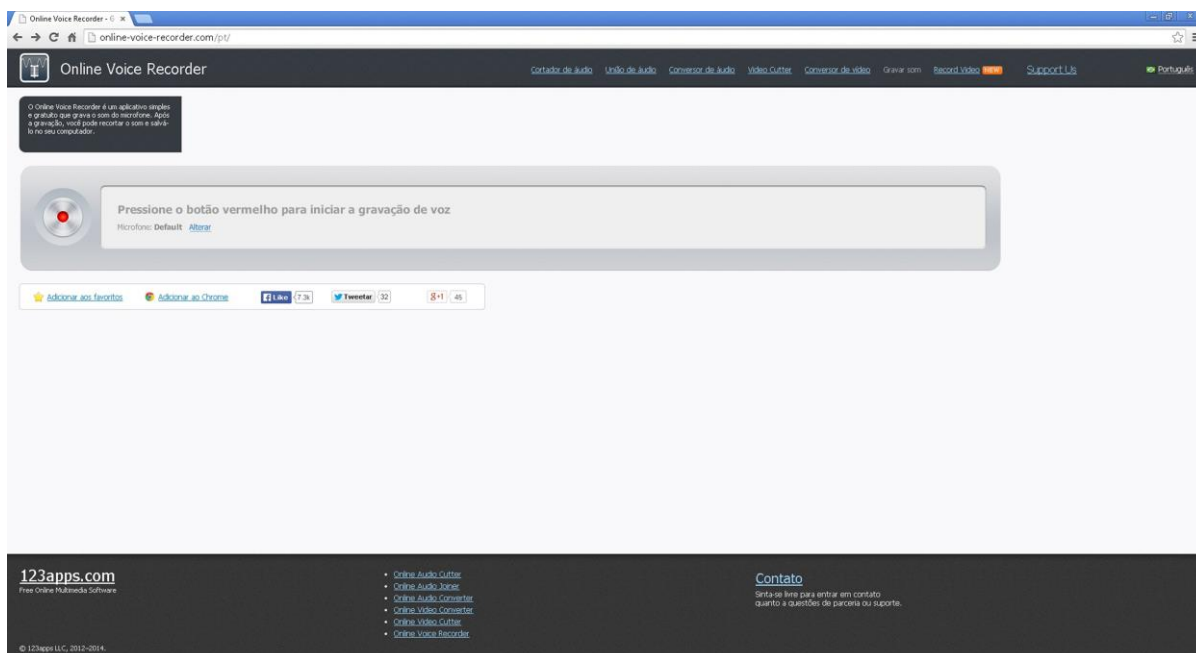 Online Voice Recorder - G
online-voice-recorder.com/pt/
Online Voice Recorder
Cortador de áudio União de áudio Conversor de áudio Video Cutter Conversor de vídeo Gravar som Record Video NEW Support Us Português
O Online Voice Recorder é um aplicativo simples
e gratuito que grava o som do microfone. Após
a gravação, você pode recortar o som e salvá-
lo no seu computador.
Pressione o botão vermelho para iniciar a gravação de voz
Microfone: Default Alterar
Adicionar aos favoritos Adicionar ao Chrome Like 7.3k Tweetar 32 +1 46
123apps.com
Free Online Multimedia Software
Online Audio Cutter
Online Audio Joiner
Online Audio Converter
Online Video Converter
Online Video Cutter
Online Voice Recorder
Contato
Sinta-se livre para entrar em contato
quanto a questões de parceria ou suporte.
© 123apps LLC, 2012–2014.